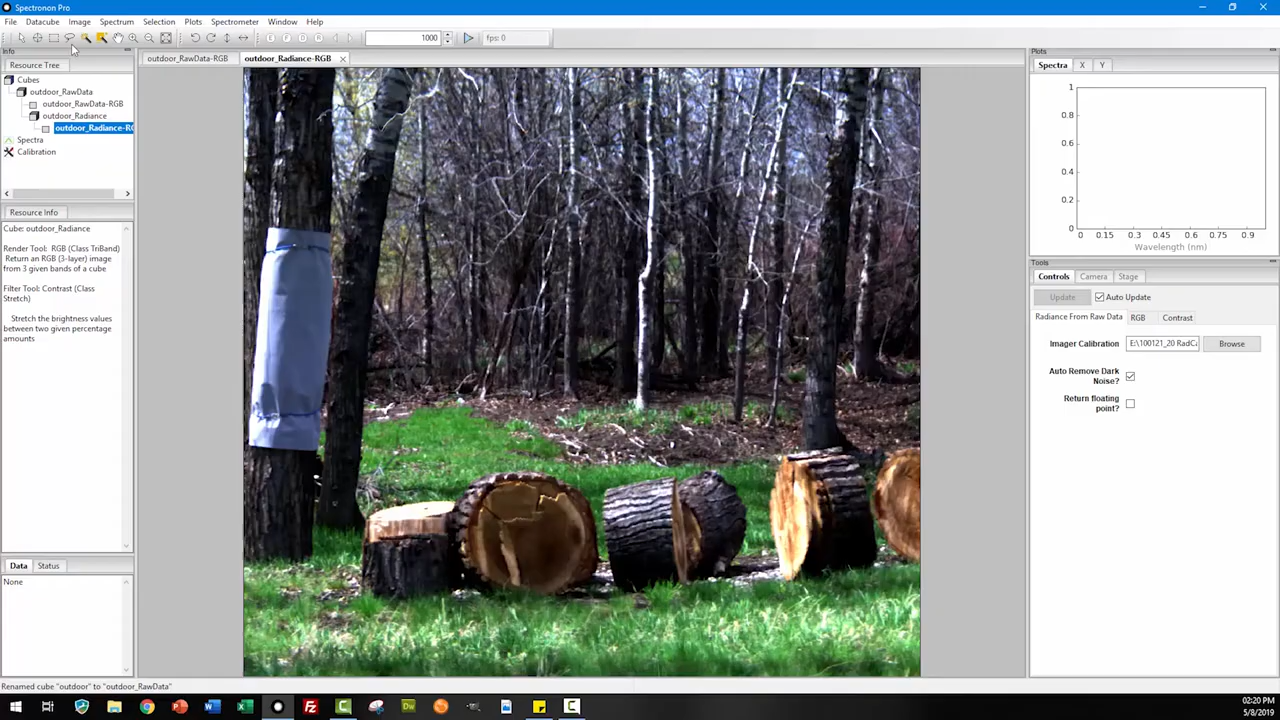 Spectronon Pro
File Datacube Image Spectrum Selection Plots Spectrometer Window Help
1000 fps: 0
Info
Resource Tree
Cubes
outdoor_RawData
outdoor_RawData-RGB
outdoor_Radiance
outdoor_Radiance-RG
Spectra
Calibration
Resource Info
Cube: outdoor_Radiance
Render Tool: RGB (Class TriBand)
Return an RGB (3-layer) image
from 3 given bands of a cube
Filter Tool: Contrast (Class
Stretch)
Stretch the brightness values
between two given percentage
amounts
Data Status
None
outdoor_RawData-RGB outdoor_Radiance-RGB
Plots
Spectra X Y
1
0.8
0.6
0.4
0.2
0
0 0.15 0.3 0.45 0.6 0.75 0.9
Wavelength (nm)
Tools
Controls Camera Stage
Update Auto Update
Radiance From Raw Data RGB Contrast
Imager Calibration E:\100121_20 RadCa Browse
Auto Remove Dark
Noise?
Return floating
point?
Renamed cube "outdoor" to "outdoor_RawData"
02:20 PM
5/8/2019